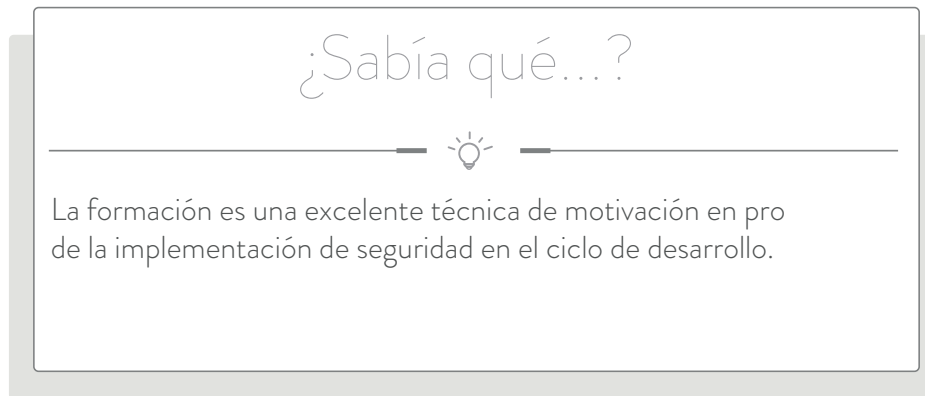 ¿Sabía qué...?
La formación es una excelente técnica de motivación en pro
de la implementación de seguridad en el ciclo de desarrollo.